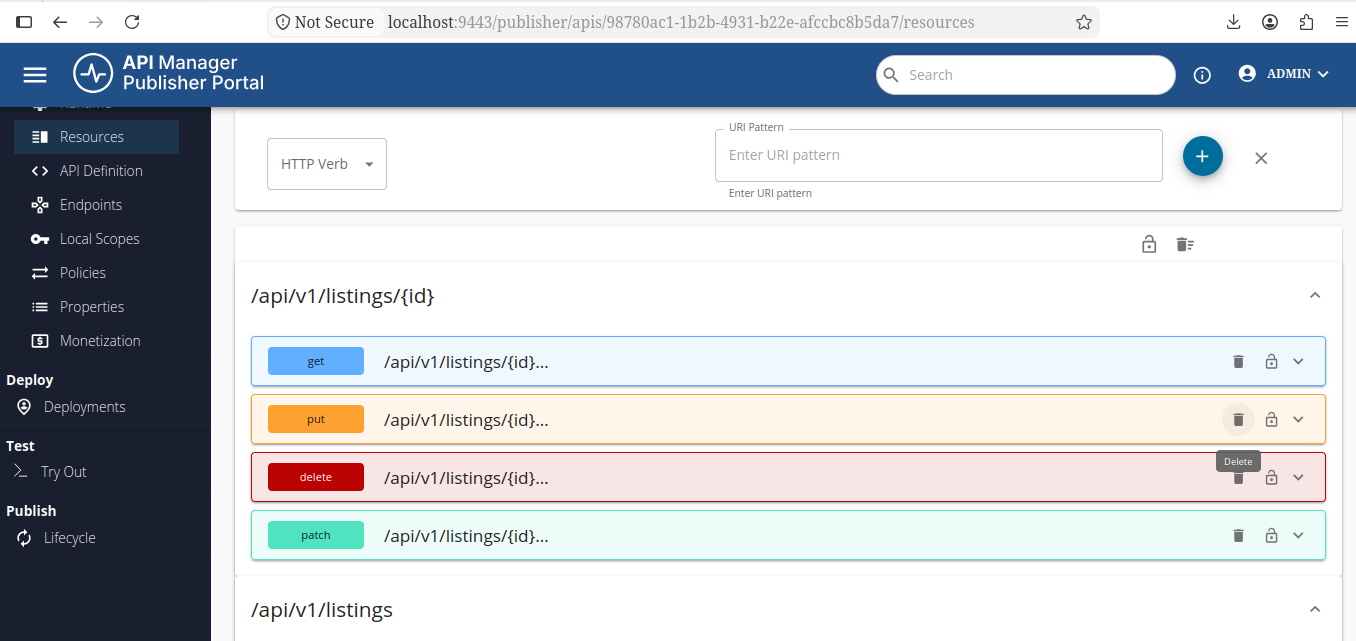 Not Secure localhost:9443/publisher/apis/98780ac1-1b2b-4931-b22e-afccbc8b5da7/resources
API Manager
Publisher Portal
Search
ADMIN
Runtime
Resources
API Definition
Endpoints
Local Scopes
Policies
Properties
Monetization
Deploy
Deployments
Test
Try Out
Publish
Lifecycle
HTTP Verb
URI Pattern
Enter URI pattern
Enter URI pattern
/api/v1/listings/{id}
get /api/v1/listings/{id}...
put /api/v1/listings/{id}...
Delete
delete /api/v1/listings/{id}...
patch /api/v1/listings/{id}...
/api/v1/listings